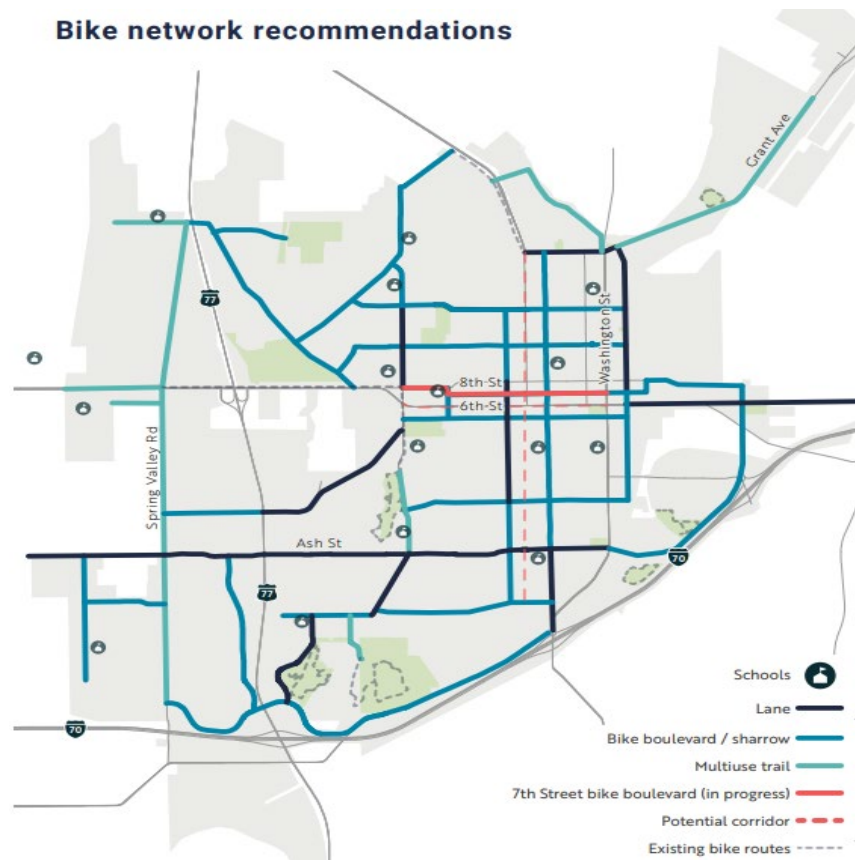 Bike network recommendations
Grant Ave
77
Washington St
8th St
6th St
Spring Valley Rd
Ash St
70
77
70
Schools
Lane
Bike boulevard / sharrow
Multiuse trail
7th Street bike boulevard (in progress)
Potential corridor
Existing bike routes